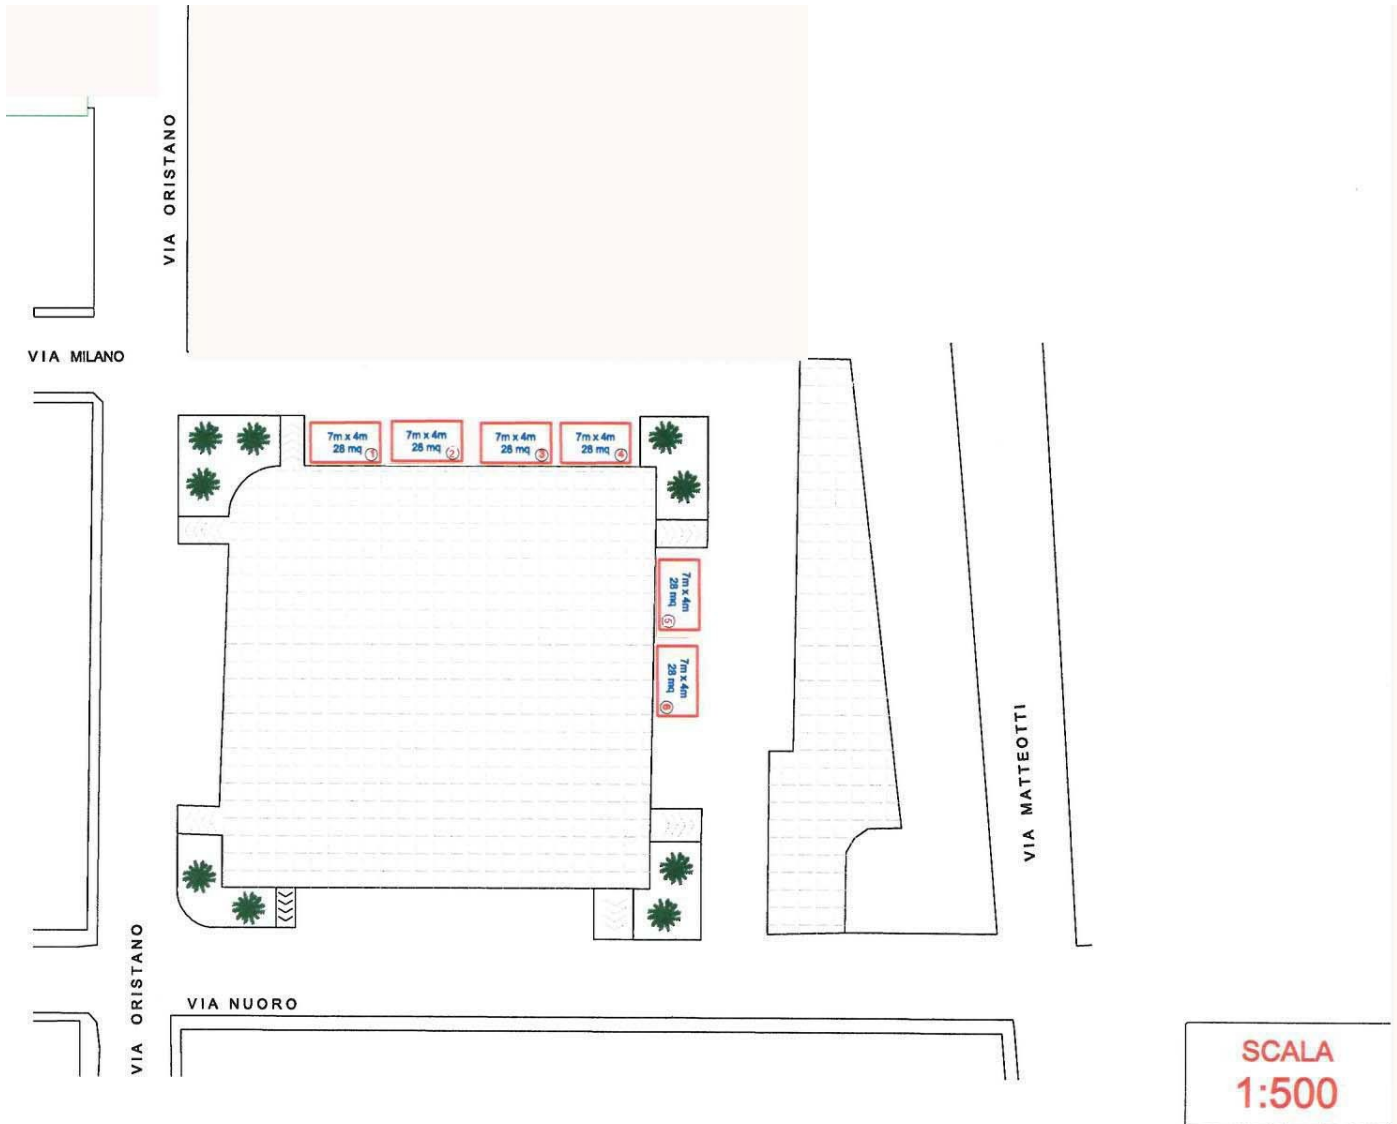 VIA ORISTANO
VIA MILANO
7m x 4m
28 mq 1
7m x 4m
28 mq 2
7m x 4m
28 mq 3
7m x 4m
28 mq 4
7m x 4m
28 mq
5
7m x 4m
28 mq
6
VIA MATTEOTTI
VIA ORISTANO
VIA NUORO
SCALA
1:500